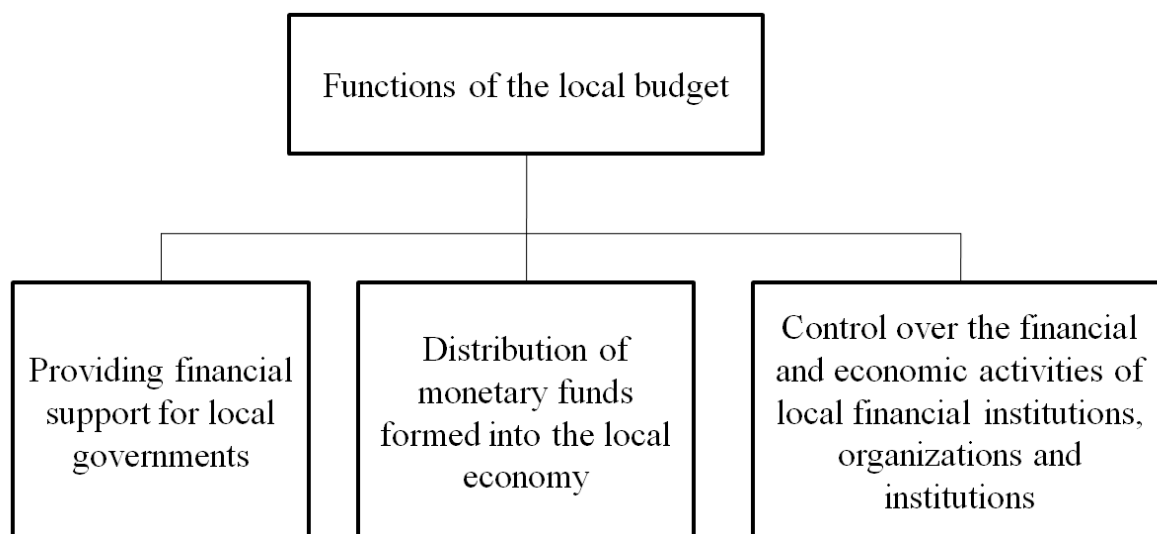 Functions of the local budget
Providing financial
support for local
governments
Distribution of
monetary funds
formed into the local
economy
Control over the financial
and economic activities of
local financial institutions,
organizations and
institutions